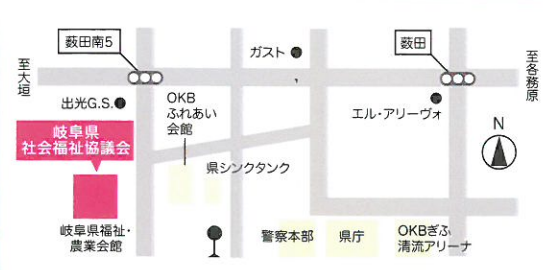 薮田南5
薮田
ガスト
至大垣
至各務原
出光G.S.
OKB
ふれあい
会館
エル・アリーヴォ
N
岐阜県
社会福祉協議会
県シンクタンク
岐阜県福祉・
農業会館
警察本部
県庁
OKBぎふ
清流アリーナ